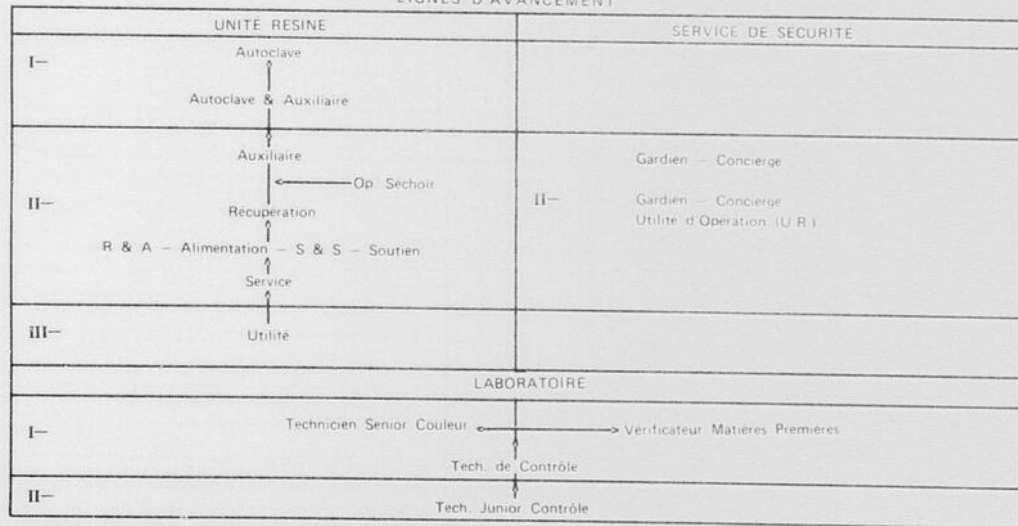 LIGNES D'AVANCEMENT
UNITÉ RESINE
SERVICE DE SÉCURITÉ
I—
Autoclave
Autoclave & Auxiliaire
II—
Auxiliaire
Op. Séchoir
Récupération
R & A – Alimentation – S & S – Soutien
Service
II—
Gardien – Concierge
Gardien – Concierge
Utilité d'Opération (U.R.)
III—
Utilité
LABORATOIRE
I—
Technicien Senior Couleur
Vérificateur Matières Premières
Tech. de Contrôle
II—
Tech. Junior Contrôle